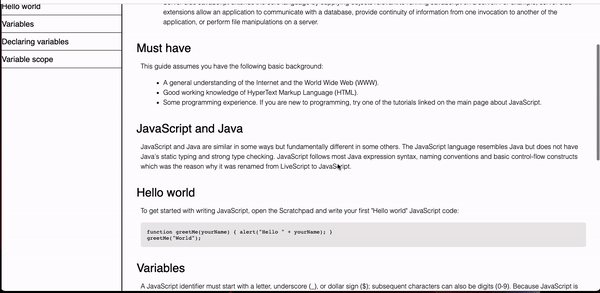 Hello world
Variables
Declaring variables
Variable scope
extensions allow an application to communicate with a database, provide continuity of information from one invocation to another of the
application, or perform file manipulations on a server.
Must have
This guide assumes you have the following basic background:
• A general understanding of the Internet and the World Wide Web (WWW).
• Good working knowledge of HyperText Markup Language (HTML).
• Some programming experience. If you are new to programming, try one of the tutorials linked on the main page about JavaScript.
JavaScript and Java
JavaScript and Java are similar in some ways but fundamentally different in some others. The JavaScript language resembles Java but does not have
Java's static typing and strong type checking. JavaScript follows most Java expression syntax, naming conventions and basic control-flow constructs
which was the reason why it was renamed from LiveScript to JavaScript.
Hello world
To get started with writing JavaScript, open the Scratchpad and write your first "Hello world" JavaScript code:
function greetMe(yourName) { alert("Hello " + yourName); }
greetMe("World");
Variables
A JavaScript identifier must start with a letter, underscore (_), or dollar sign ($); subsequent characters can also be digits (0-9). Because JavaScript is